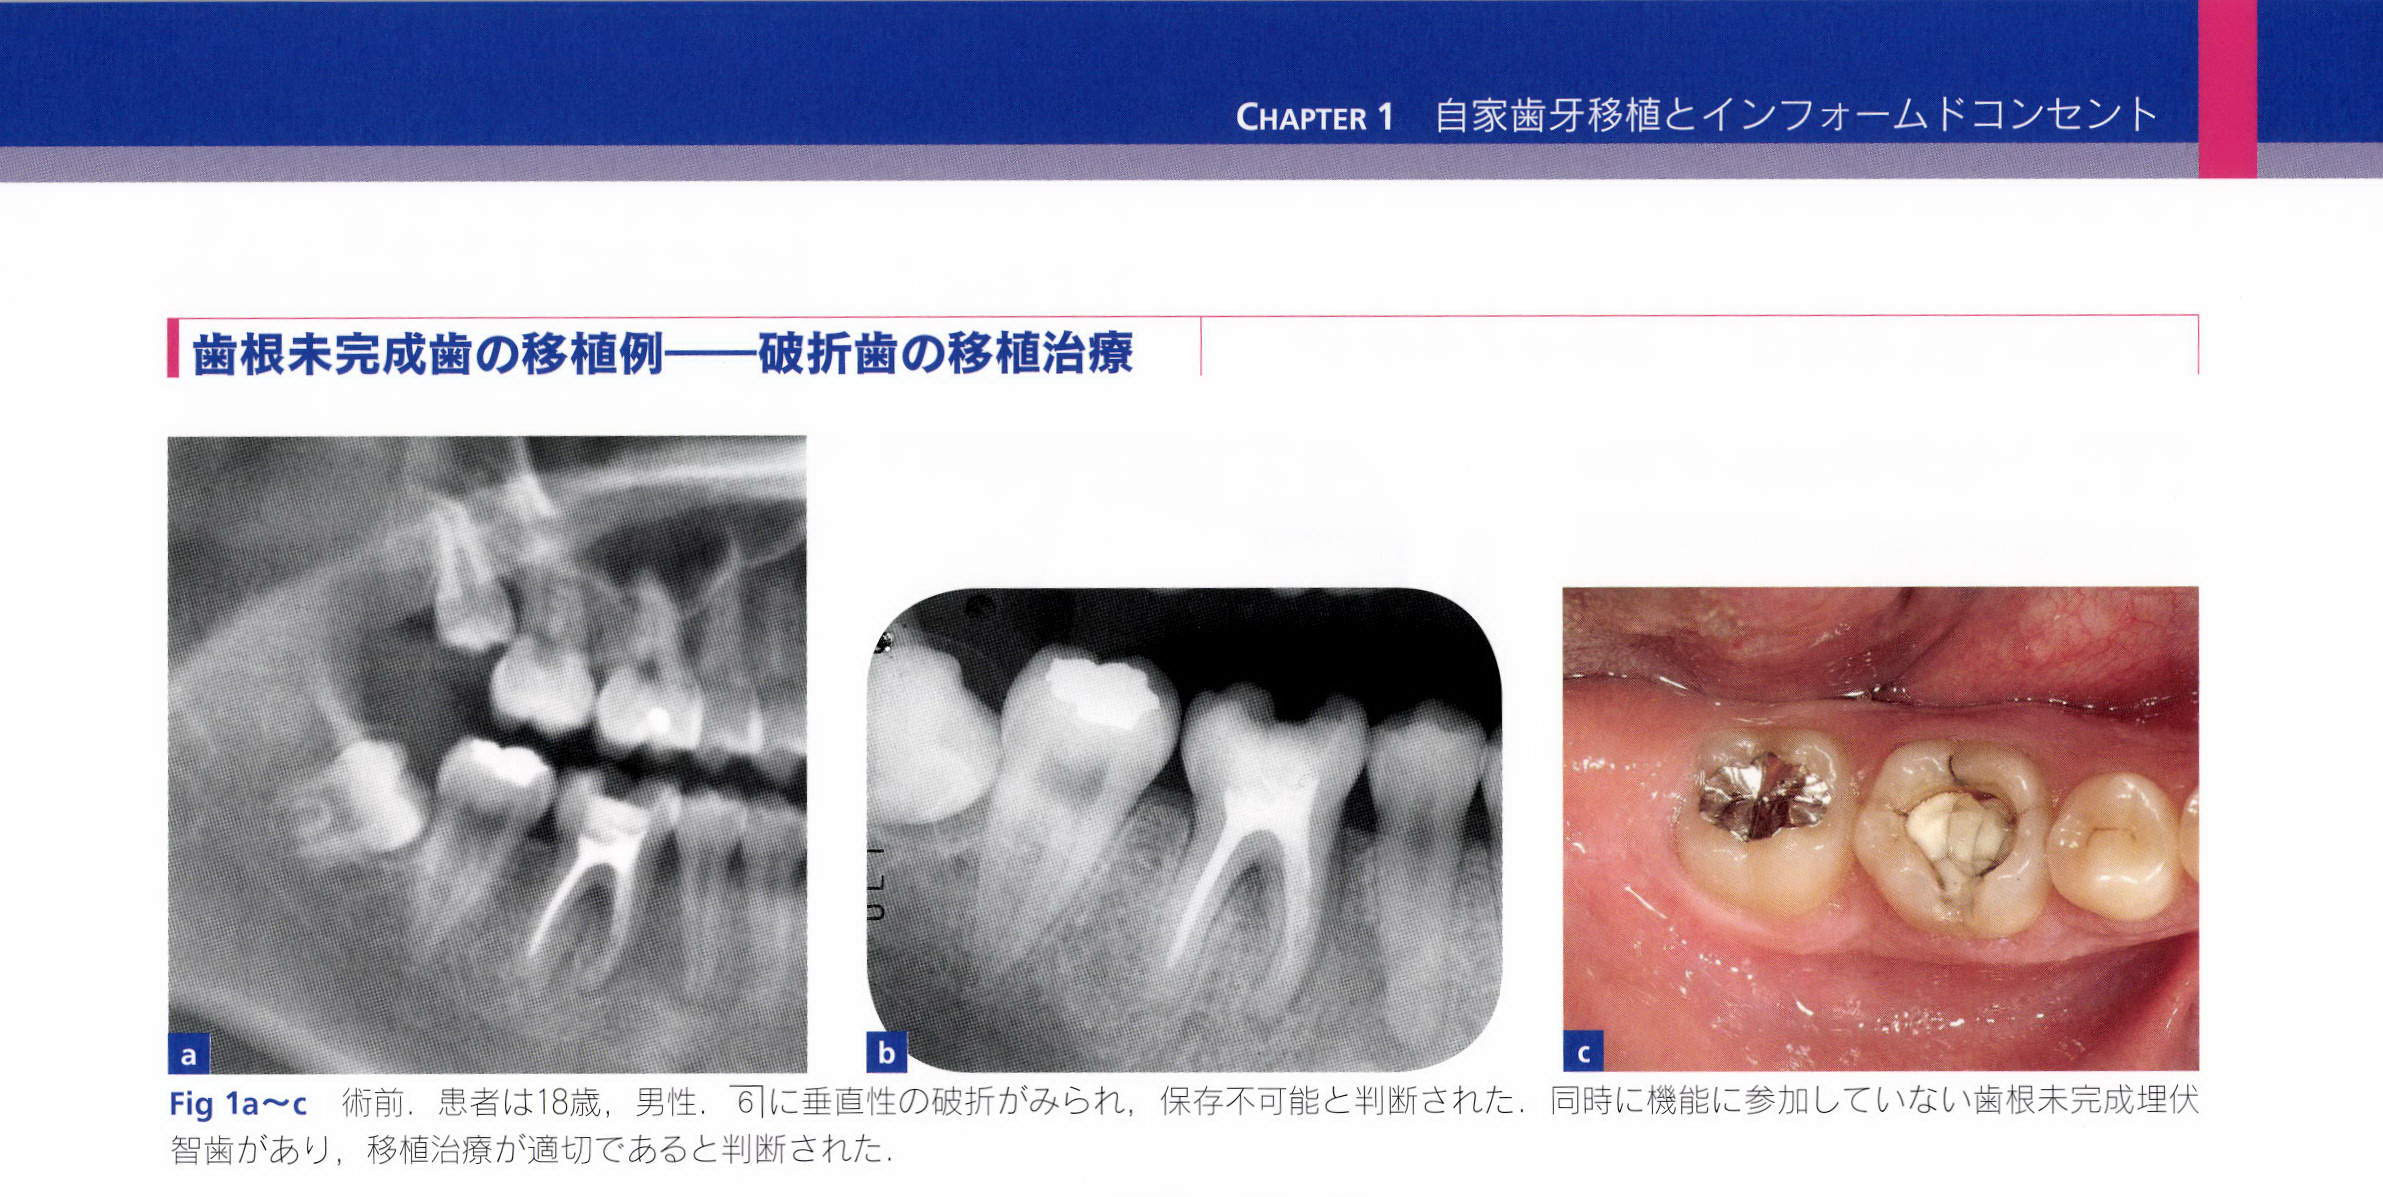 CHAPTER 1　自家歯牙移植とインフォームドコンセント
歯根未完成歯の移植例――破折歯の移植治療
a
b
c
Fig 1a〜c　術前．患者は18歳，男性．6|に垂直性の破折がみられ，保存不可能と判断された．同時に機能に参加していない歯根未完成埋伏
智歯があり，移植治療が適切であると判断された．